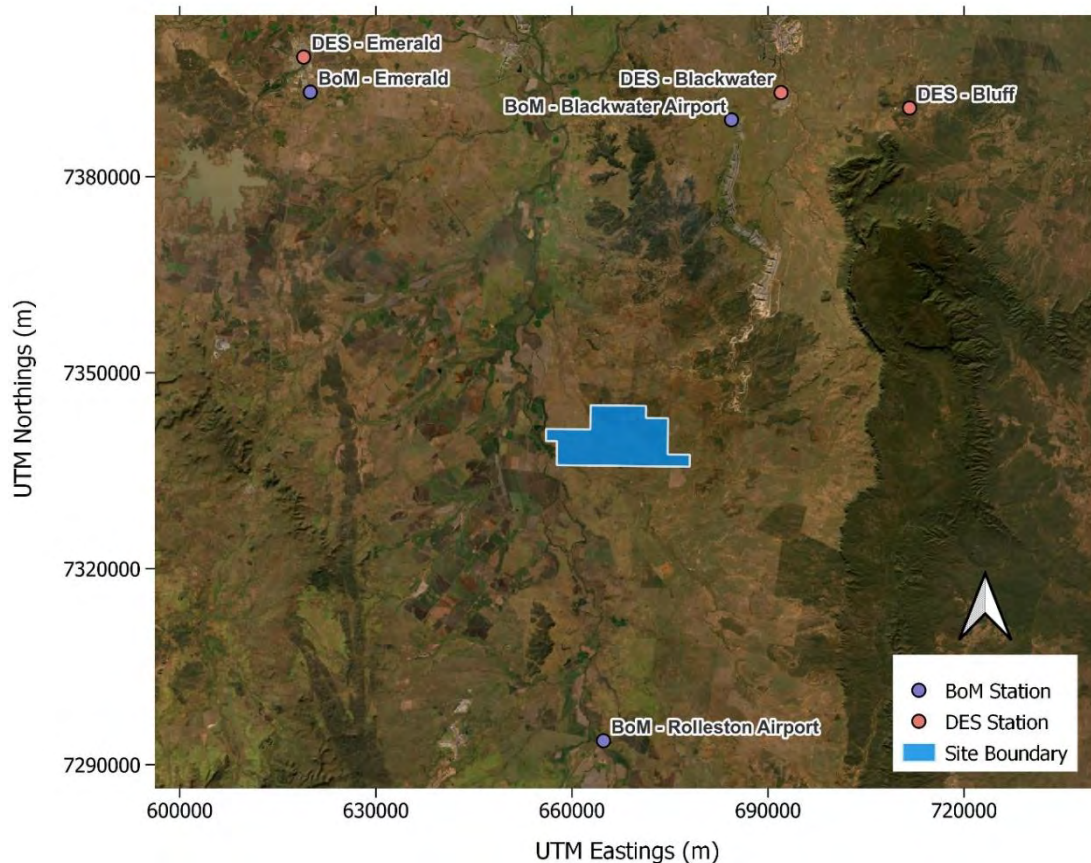 DES - Emerald
BoM - Emerald
DES - Blackwater
BoM - Blackwater Airport
DES - Bluff
7380000
7350000
UTM Northings (m)
7320000
BoM - Rolleston Airport
7290000
BoM Station
DES Station
Site Boundary
600000 630000 660000 690000 720000
UTM Eastings (m)